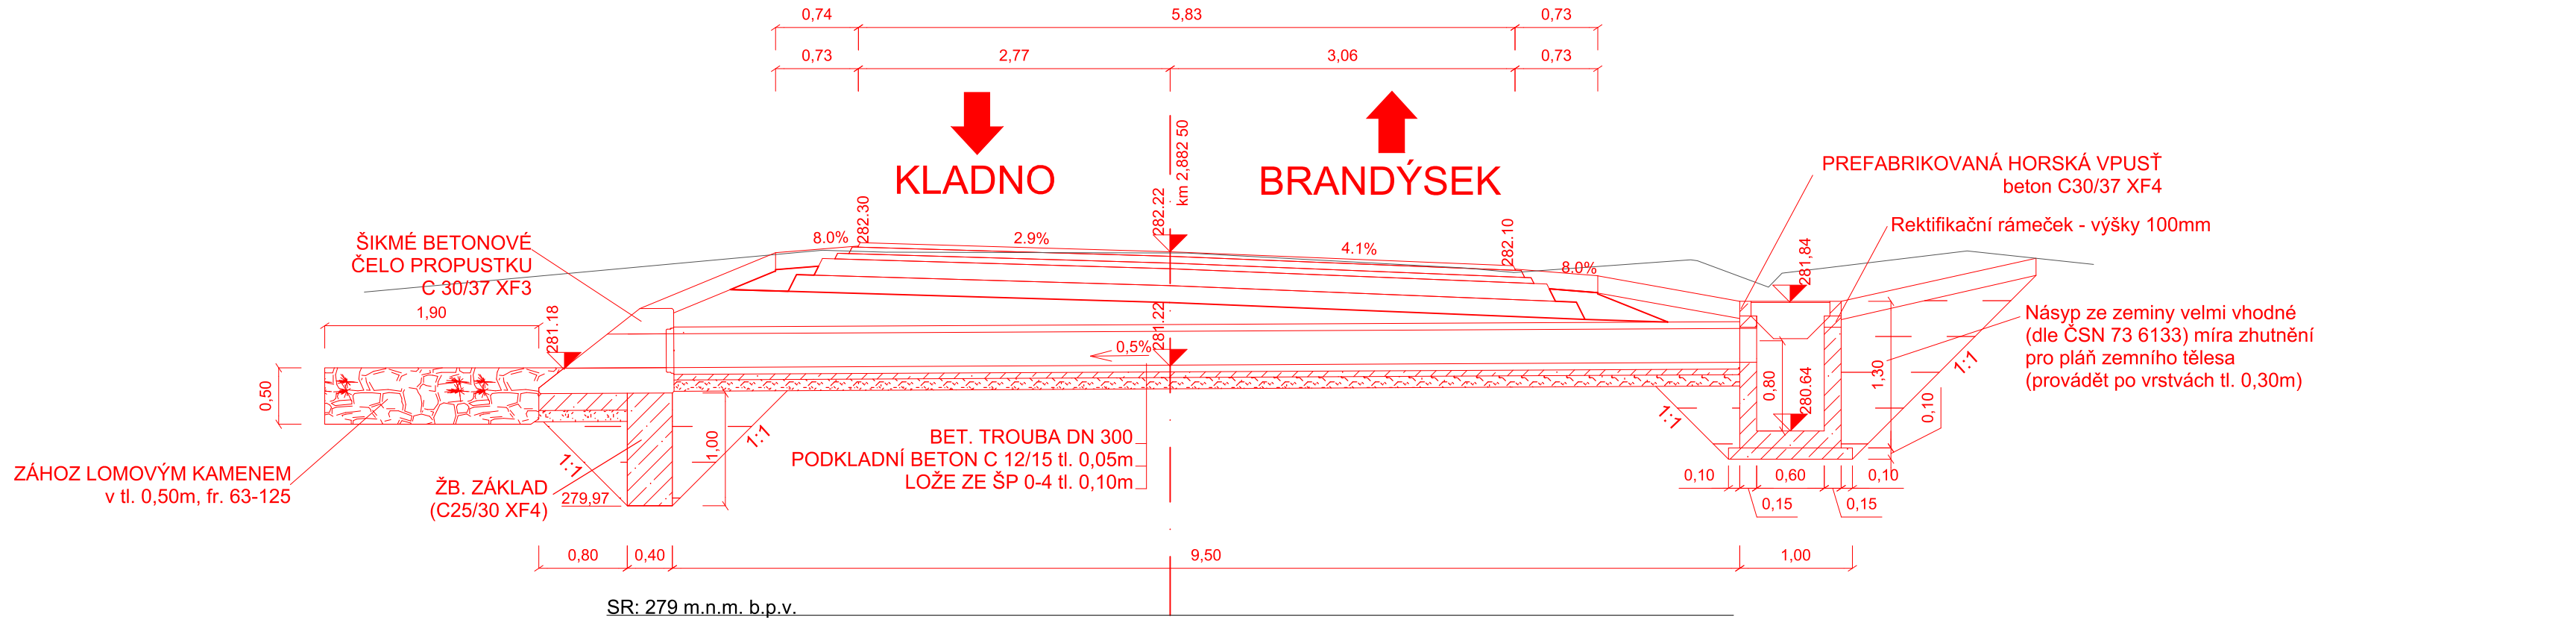 0,74
5,83
0,73
0,73
2,77
3,06
0,73
KLADNO
BRANDÝSEK
km 2,882 50
PREFABRIKOVANÁ HORSKÁ VPUSŤ
beton C30/37 XF4
Rektifikační rámeček - výšky 100mm
282.30
282.22
282.10
281,84
8.0%
2.9%
4.1%
8.0%
ŠIKMÉ BETONOVÉ
ČELO PROPUSTKU
C 30/37 XF3
1,90
281.18
281.22
0,5%
0,50
Násyp ze zeminy velmi vhodné
(dle ČSN 73 6133) míra zhutnění
pro pláň zemního tělesa
(provádět po vrstvách tl. 0,30m)
0,80
280.64
1,30
1:1
0,10
1:1
1:1
1:1
1,00
BET. TROUBA DN 300
PODKLADNÍ BETON C 12/15 tl. 0,05m
LOŽE ZE ŠP 0-4 tl. 0,10m
ZÁHOZ LOMOVÝM KAMENEM
v tl. 0,50m, fr. 63-125
ŽB. ZÁKLAD
(C25/30 XF4)
279,97
0,10
0,60
0,10
0,15
0,15
0,80
0,40
9,50
1,00
SR: 279 m.n.m. b.p.v.